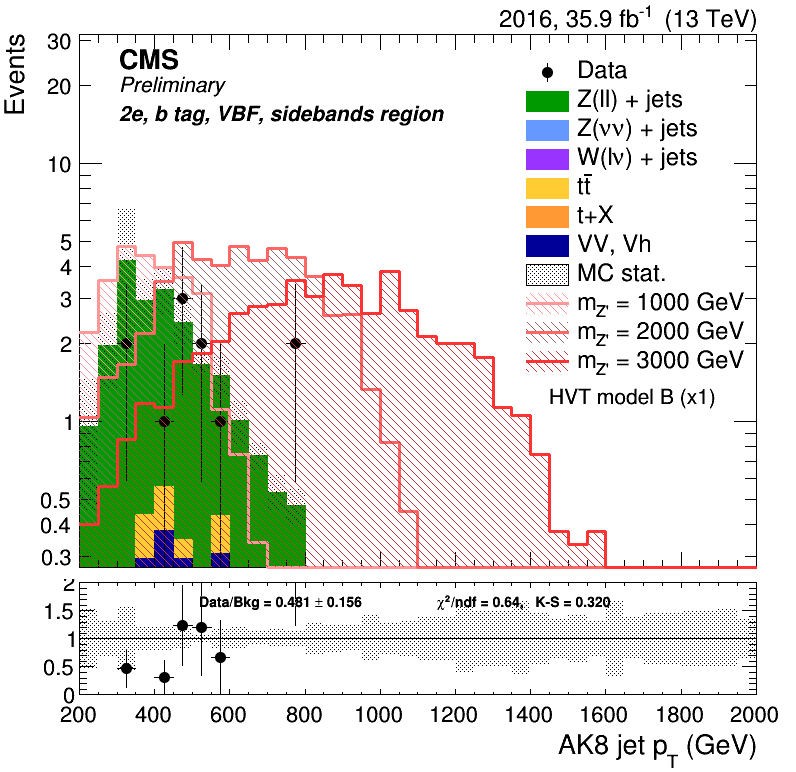 2016, 35.9 fb⁻¹ (13 TeV)
Events
CMS
Preliminary
2e, b tag, VBF, sidebands region
Data
Z(ll) + jets
Z(νν) + jets
W(lν) + jets
tt̄
t+X
VV, Vh
MC stat.
m_Z' = 1000 GeV
m_Z' = 2000 GeV
m_Z' = 3000 GeV
HVT model B (x1)
30
20
10
5
4
3
2
1
0.5
0.4
0.3
Data/Bkg = 0.481 ± 0.156 χ²/ndf = 0.64, K-S = 0.320
2
1.5
1
0.5
0
200 400 600 800 1000 1200 1400 1600 1800 2000
AK8 jet p_T (GeV)